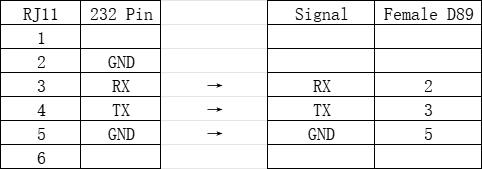 RJ11 232 Pin Signal Female D89
1
2 GND
3 RX → RX 2
4 TX → TX 3
5 GND → GND 5
6